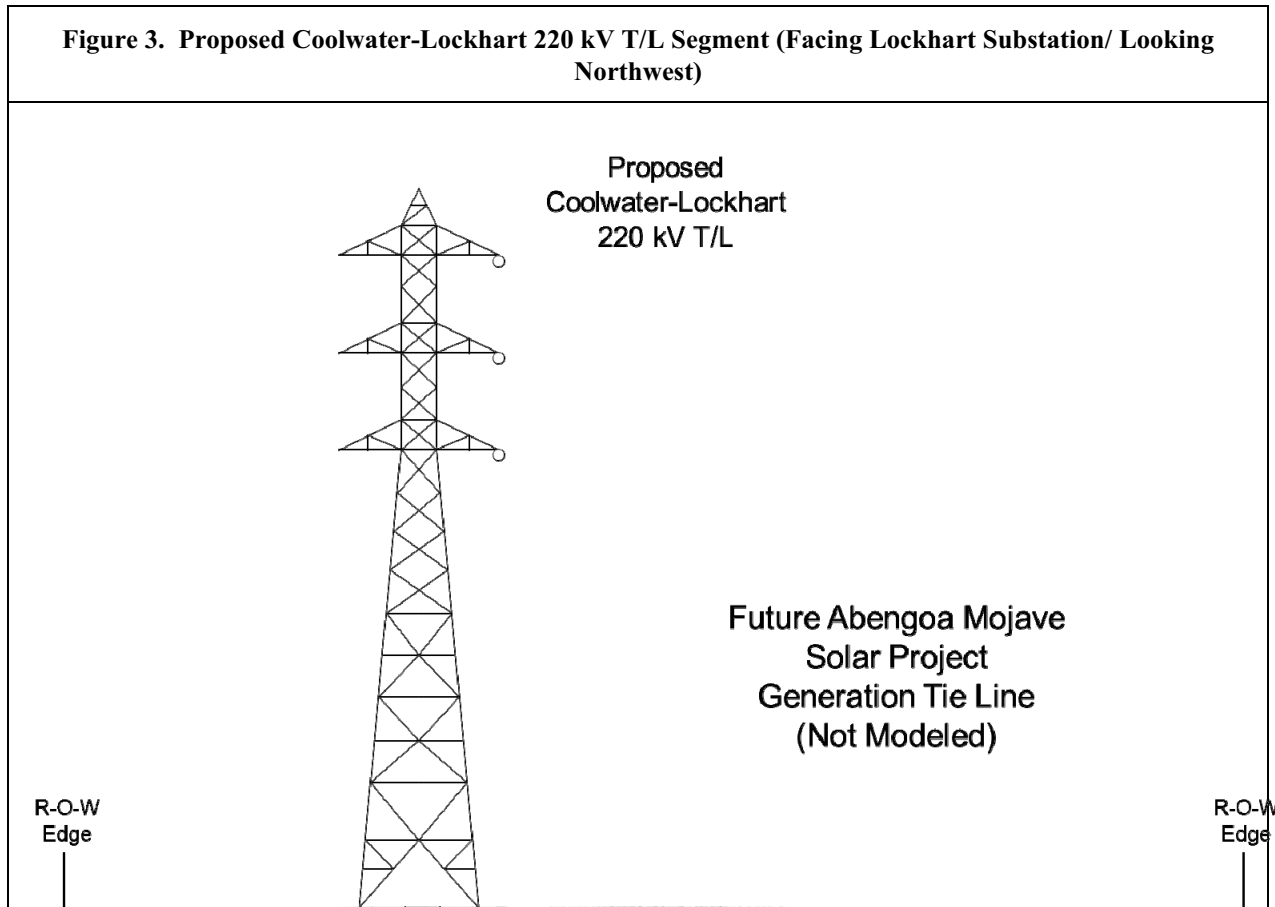 Figure 3. Proposed Coolwater-Lockhart 220 kV T/L Segment (Facing Lockhart Substation/ Looking
Northwest)
Proposed
Coolwater-Lockhart
220 kV T/L
Future Abengoa Mojave
Solar Project
Generation Tie Line
(Not Modeled)
R-O-W
Edge
R-O-W
Edge